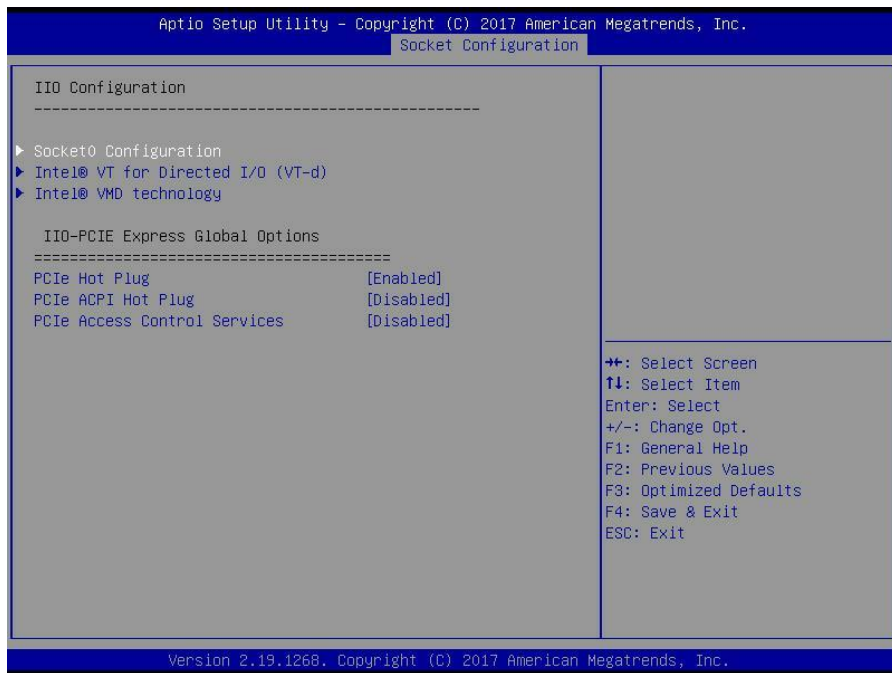 Aptio Setup Utility – Copyright (C) 2017 American Megatrends, Inc.
Socket Configuration
IIO Configuration
--------------------------------------------------
▶ Socket0 Configuration
▶ Intel® VT for Directed I/O (VT-d)
▶ Intel® VMD technology
IIO-PCIE Express Global Options
========================================
PCIe Hot Plug [Enabled]
PCIe ACPI Hot Plug [Disabled]
PCIe Access Control Services [Disabled]
→←: Select Screen
↑↓: Select Item
Enter: Select
+/-: Change Opt.
F1: General Help
F2: Previous Values
F3: Optimized Defaults
F4: Save & Exit
ESC: Exit
Version 2.19.1268. Copyright (C) 2017 American Megatrends, Inc.